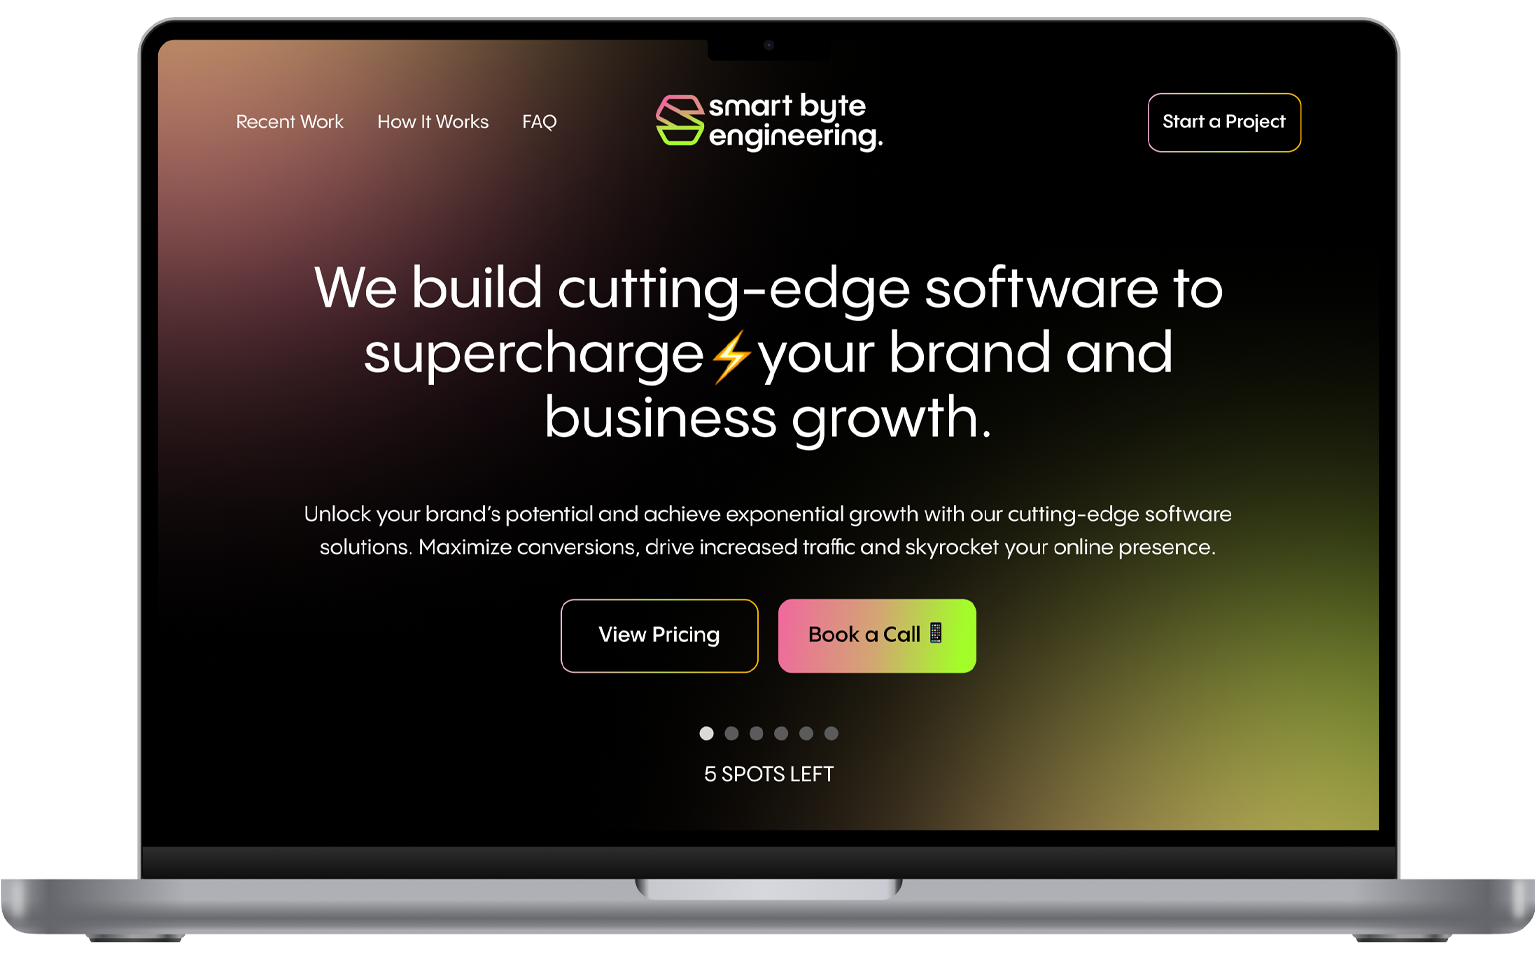 Recent Work
How It Works
FAQ
smart byte
engineering.
Start a Project
We build cutting-edge software to
supercharge⚡your brand and
business growth.
Unlock your brand’s potential and achieve exponential growth with our cutting-edge software
solutions. Maximize conversions, drive increased traffic and skyrocket your online presence.
View Pricing
Book a Call 📱
5 SPOTS LEFT